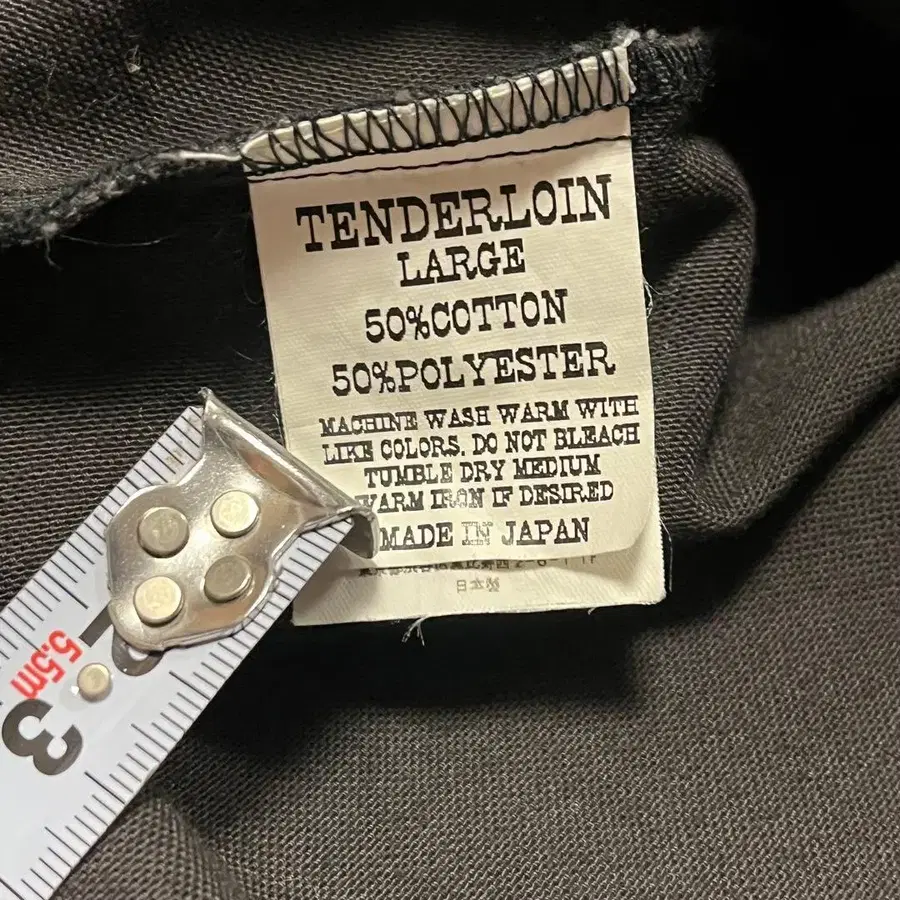 TENDERLOIN
LARGE
50%COTTON
50%POLYESTER
MACHINE WASH WARM WITH
LIKE COLORS. DO NOT BLEACH
TUMBLE DRY MEDIUM
WARM IRON IF DESIRED
MADE IN JAPAN
日本製
5.5m
3